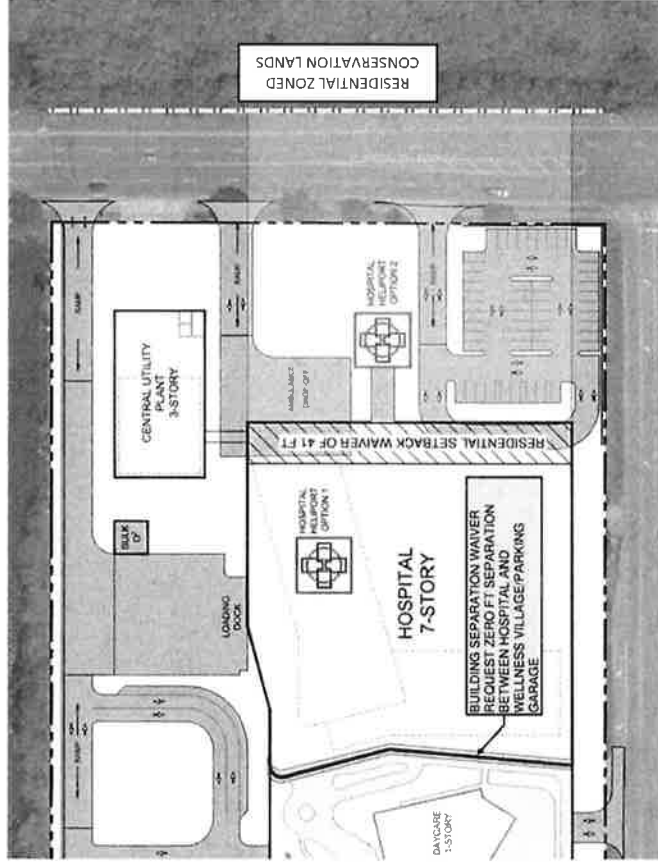 RESIDENTIAL ZONED
CONSERVATION LANDS
RAMP
RAMP
RAMP
RAMP
CENTRAL UTILITY
PLANT
3-STORY
HOSPITAL
HELIPORT
OPTION 2
AMBULANCE
DROP-OFF
RESIDENTIAL SETBACK WAIVER OF 41 FT
BULK
O²
HOSPITAL
HELIPORT
OPTION 1
LOADING
DOCK
HOSPITAL
7-STORY
BUILDING SEPARATION WAIVER
REQUEST ZERO FT SEPARATION
BETWEEN HOSPITAL AND
WELLNESS VILLAGE/PARKING
GARAGE
DAYCARE
1-STORY